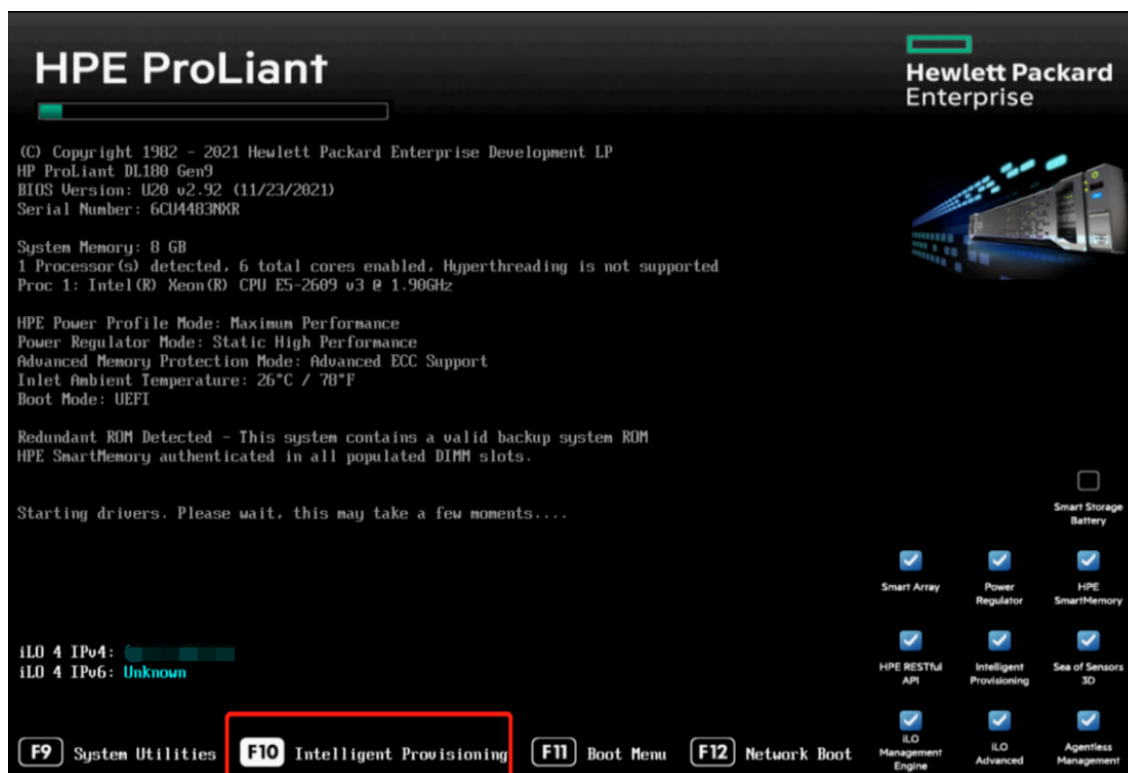 HPE ProLiant
Hewlett Packard
Enterprise
(C) Copyright 1982 - 2021 Hewlett Packard Enterprise Development LP
HP ProLiant DL180 Gen9
BIOS Version: U20 v2.92 (11/23/2021)
Serial Number: 6CU4483NXR
System Memory: 8 GB
1 Processor(s) detected, 6 total cores enabled, Hyperthreading is not supported
Proc 1: Intel(R) Xeon(R) CPU E5-2609 v3 @ 1.90GHz
HPE Power Profile Mode: Maximum Performance
Power Regulator Mode: Static High Performance
Advanced Memory Protection Mode: Advanced ECC Support
Inlet Ambient Temperature: 26°C / 78°F
Boot Mode: UEFI
Redundant ROM Detected - This system contains a valid backup system ROM
HPE SmartMemory authenticated in all populated DIMM slots.
Starting drivers. Please wait, this may take a few moments....
Smart Storage
Battery
Smart Array
Power
Regulator
HPE
SmartMemory
iLO 4 IPv4:
iLO 4 IPv6: Unknown
HPE RESTful
API
Intelligent
Provisioning
Sea of Sensors
3D
F9 System Utilities
F10 Intelligent Provisioning
F11 Boot Menu
F12 Network Boot
iLO
Management
Engine
iLO
Advanced
Agentless
Management